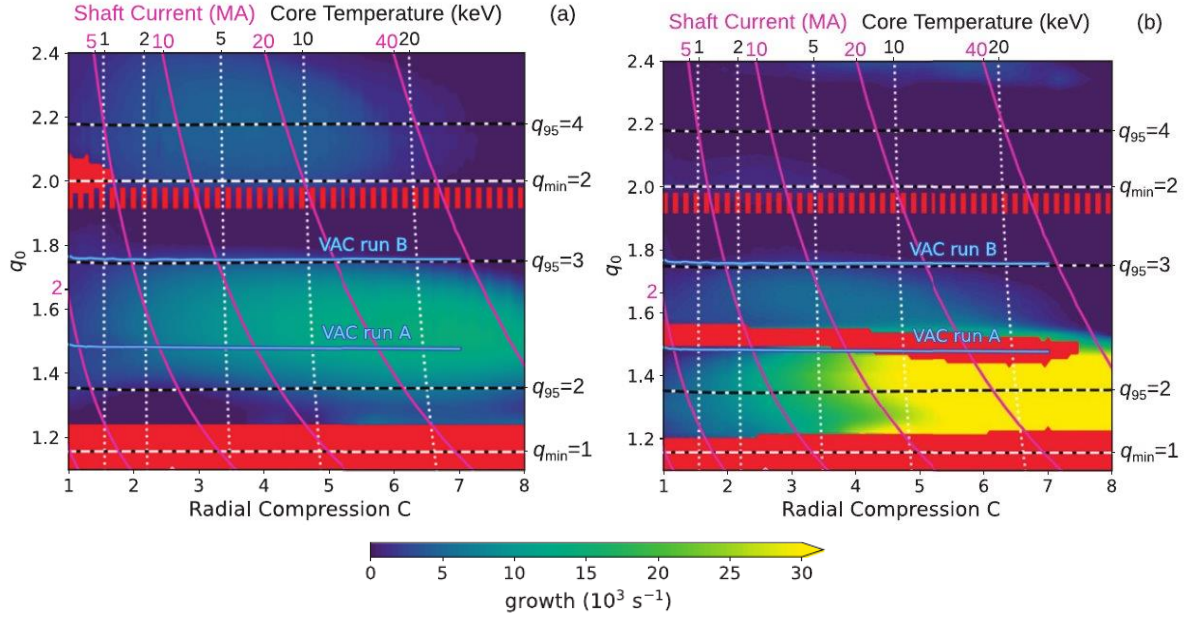 Shaft Current (MA) Core Temperature (keV) (a)
5 1 2 10 5 20 10 40 20
2.4
2.2
2.0
1.8
1.6
1.4
1.2
2
q₀
VAC run B
VAC run A
q₉₅=4
qₘᵢₙ=2
q₉₅=3
q₉₅=2
qₘᵢₙ=1
1 2 3 4 5 6 7 8
Radial Compression C
Shaft Current (MA) Core Temperature (keV) (b)
5 1 2 10 5 20 10 40 20
2.4
2.2
2.0
1.8
1.6
1.4
1.2
2
q₀
VAC run B
VAC run A
q₉₅=4
qₘᵢₙ=2
q₉₅=3
q₉₅=2
qₘᵢₙ=1
1 2 3 4 5 6 7 8
Radial Compression C
0 5 10 15 20 25 30
growth (10³ s⁻¹)